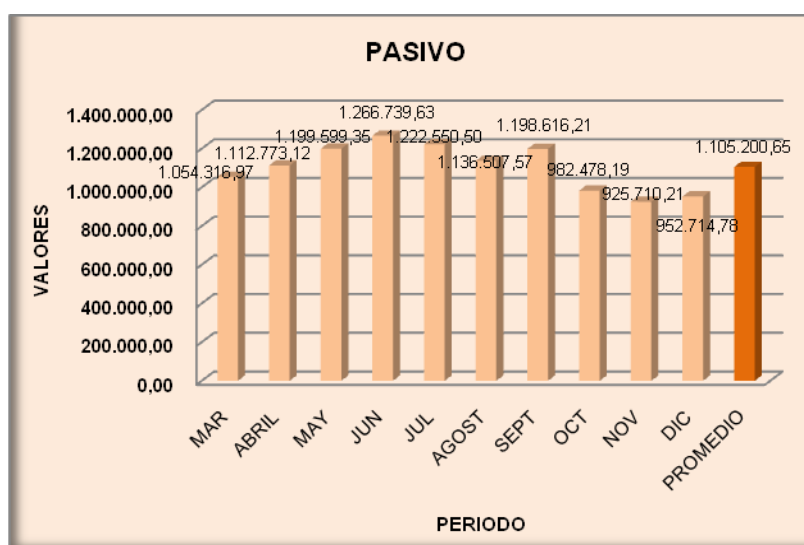 PASIVO
VALORES
1.400.000,00
1.200.000,00
1.000.000,00
800.000,00
600.000,00
400.000,00
200.000,00
0,00
1.054.316,97
1.112.773,12
1.199.599,35
1.266.739,63
1.222.550,50
1.136.507,57
1.198.616,21
982.478,19
925.710,21
952.714,78
1.105.200,65
MAR
ABRIL
MAY
JUN
JUL
AGOST
SEPT
OCT
NOV
DIC
PROMEDIO
PERIODO